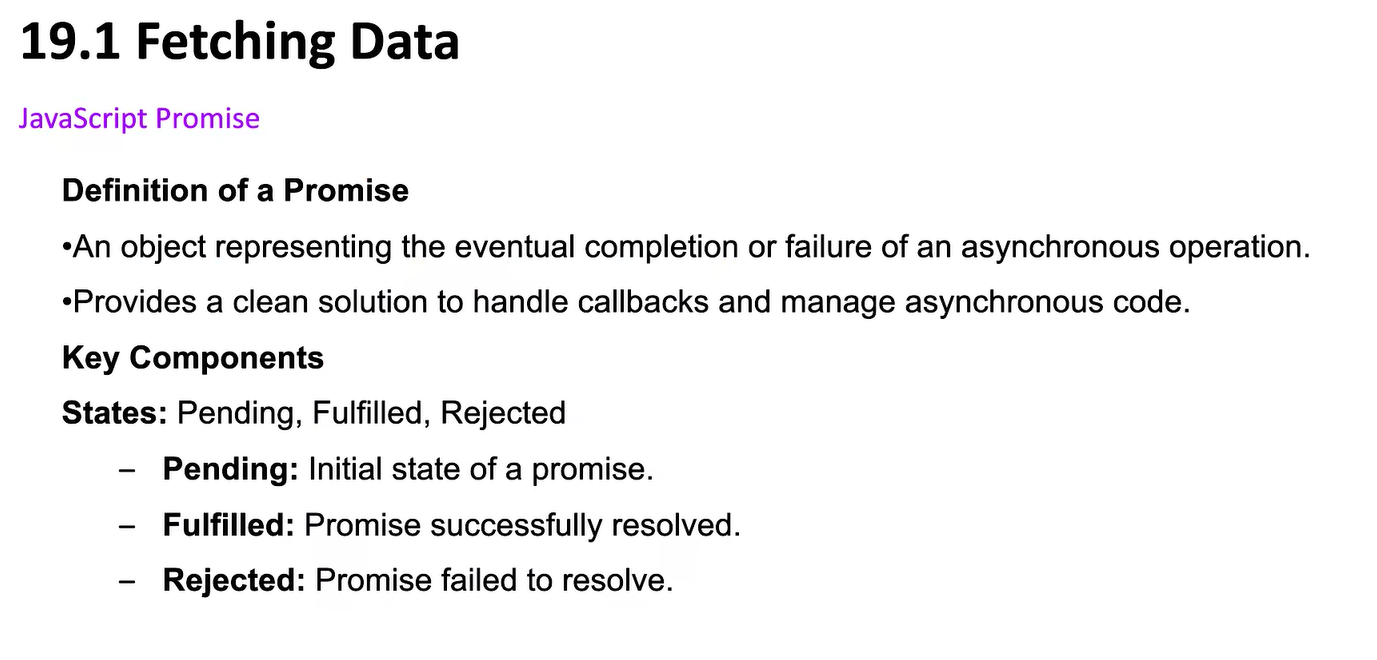 19.1 Fetching Data
JavaScript Promise
Definition of a Promise
•An object representing the eventual completion or failure of an asynchronous operation.
•Provides a clean solution to handle callbacks and manage asynchronous code.
Key Components
States: Pending, Fulfilled, Rejected
– Pending: Initial state of a promise.
– Fulfilled: Promise successfully resolved.
– Rejected: Promise failed to resolve.